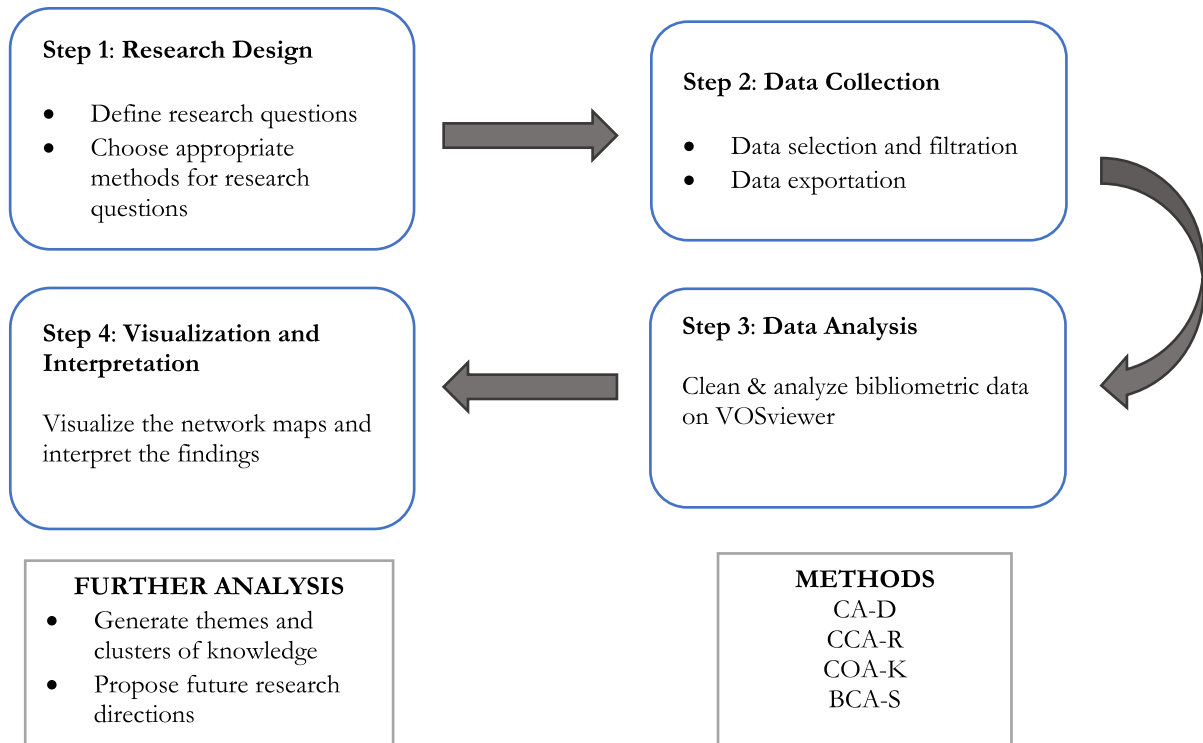 Step 1: Research Design
• Define research questions
• Choose appropriate
methods for research
questions
Step 2: Data Collection
• Data selection and filtration
• Data exportation
Step 3: Data Analysis
Clean & analyze bibliometric data
on VOSviewer
Step 4: Visualization and
Interpretation
Visualize the network maps and
interpret the findings
FURTHER ANALYSIS
• Generate themes and
clusters of knowledge
• Propose future research
directions
METHODS
CA-D
CCA-R
COA-K
BCA-S